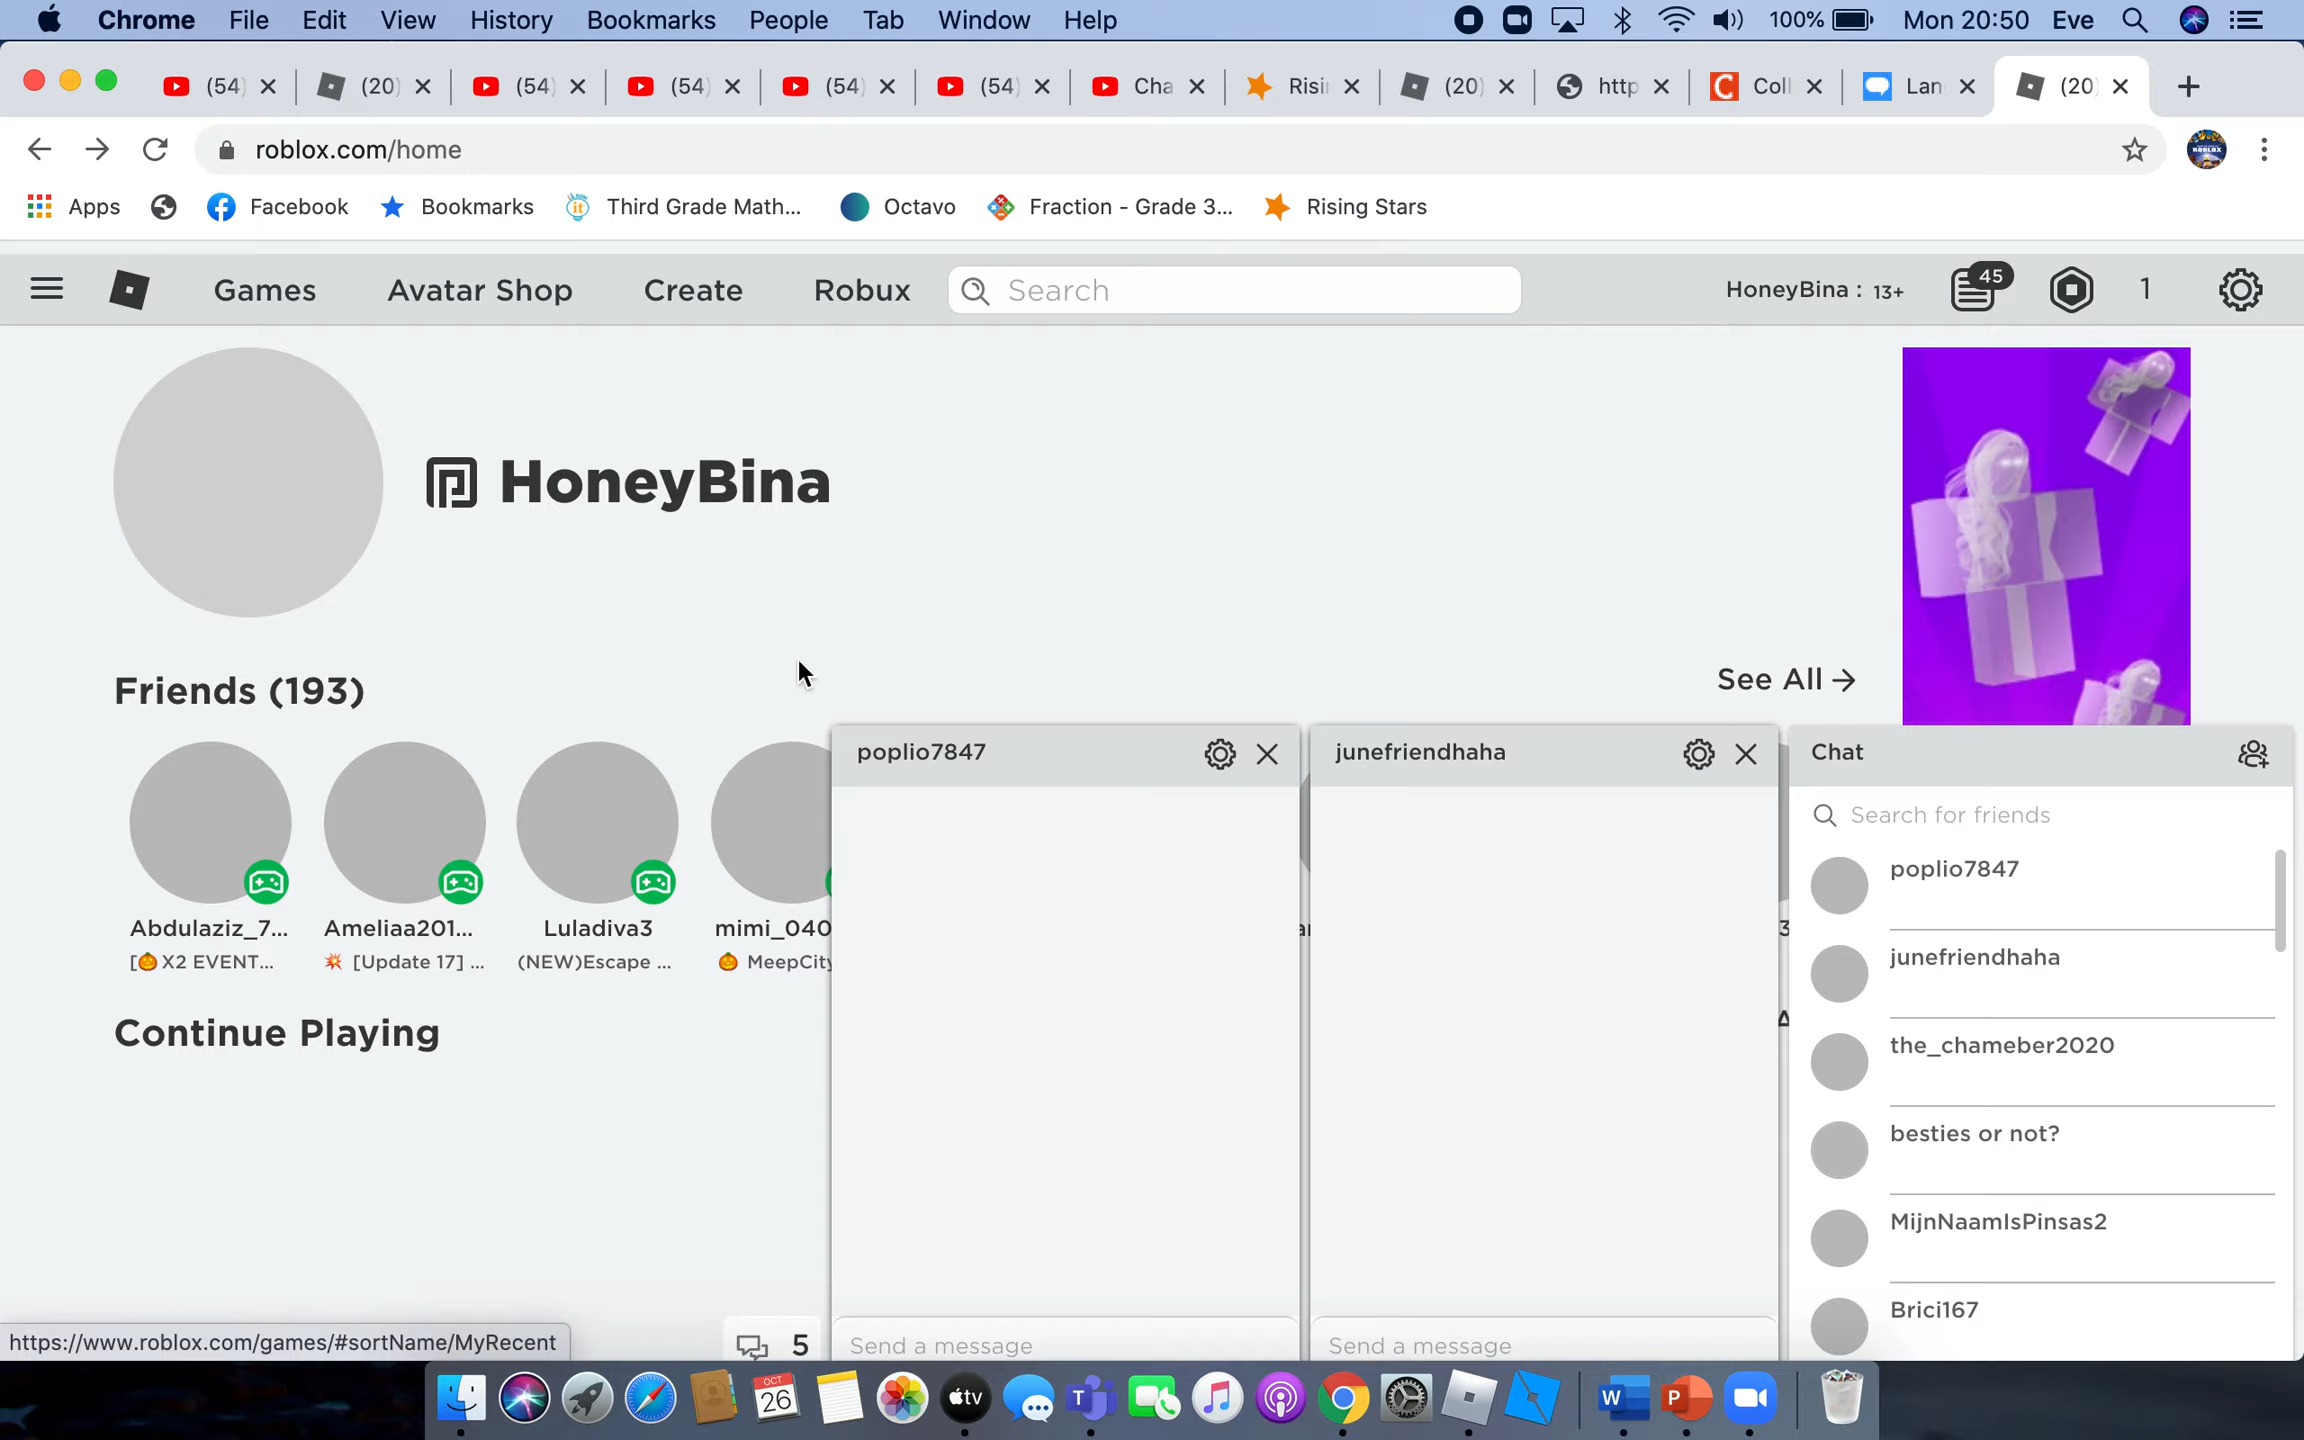 Chrome File Edit View History Bookmarks People Tab Window Help 100% Mon 20:50 Eve
(54) (20) (54) (54) (54) (54) Cha Risi (20) http Coll Lan (20)
roblox.com/home
Apps Facebook Bookmarks Third Grade Math... Octavo Fraction - Grade 3... Rising Stars
Games Avatar Shop Create Robux Search HoneyBina : 13+ 45 1
HoneyBina
Friends (193) See All
Abdulaziz_7... Ameliaa201... Luladiva3 mimi_040
[🎃X2 EVENT... 💥 [Update 17] ... (NEW)Escape ... 🎃 MeepCity
Continue Playing
poplio7847
Send a message
junefriendhaha
Send a message
Chat
Search for friends
poplio7847
junefriendhaha
the_chameber2020
besties or not?
MijnNaamIsPinsas2
Brici167
https://www.roblox.com/games/#sortName/MyRecent
5
OCT
26
tv
T
W
P